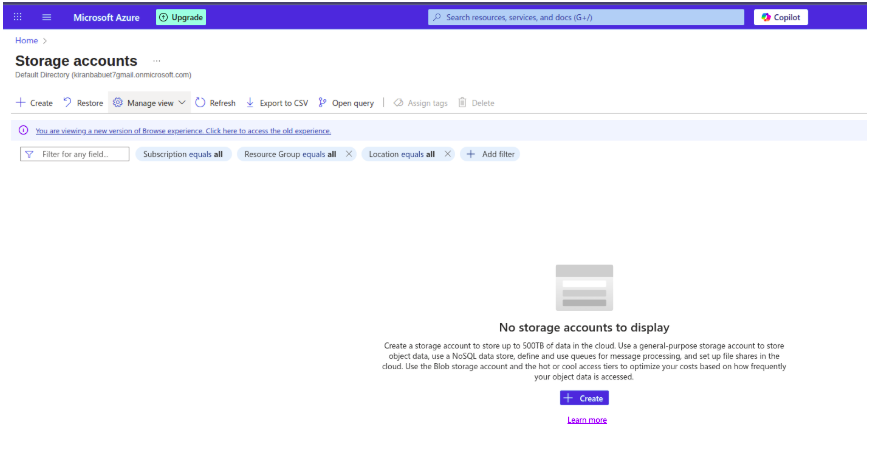 Microsoft Azure
Upgrade
Search resources, services, and docs (G+/)
Copilot
Home
Storage accounts ...
Default Directory (kiranbabuet7gmail.onmicrosoft.com)
Create Restore Manage view Refresh Export to CSV Open query Assign tags Delete
You are viewing a new version of Browse experience. Click here to access the old experience.
Filter for any field... Subscription equals all Resource Group equals all Location equals all Add filter
No storage accounts to display
Create a storage account to store up to 500TB of data in the cloud. Use a general-purpose storage account to store
object data, use a NoSQL data store, define and use queues for message processing, and set up file shares in the
cloud. Use the Blob storage account and the hot or cool access tiers to optimize your costs based on how frequently
your object data is accessed.
Create
Learn more